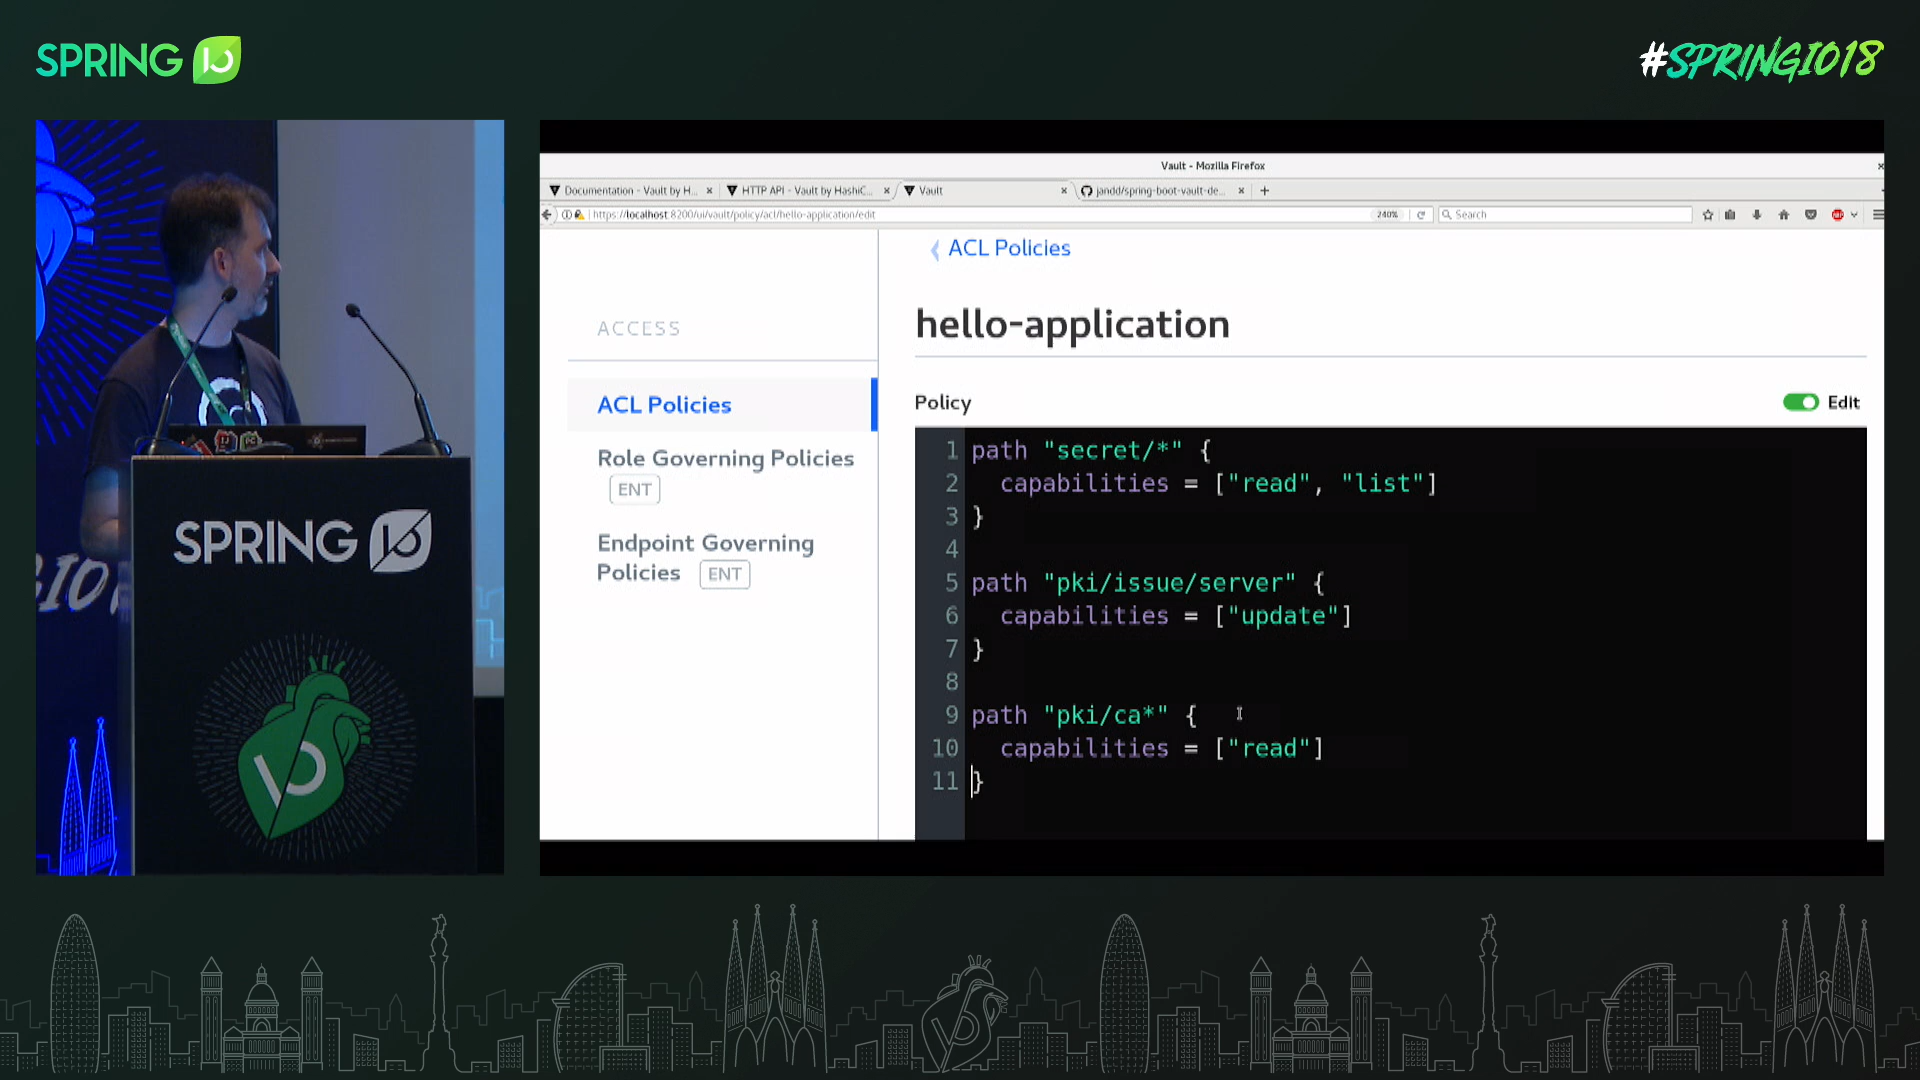 SPRING IO
#SPRINGIO18
Vault - Mozilla Firefox
Documentation - Vault by H... × HTTP API - Vault by HashiC... × Vault × jandd/spring-boot-vault-de... × +
https://localhost:8200/ui/vault/policy/acl/hello-application/edit 240% Search
ACL Policies
ACCESS
hello-application
ACL Policies
Policy
Edit
Role Governing Policies
ENT
Endpoint Governing
Policies ENT
1 path "secret/*" {
2 capabilities = ["read", "list"]
3 }
4
5 path "pki/issue/server" {
6 capabilities = ["update"]
7 }
8
9 path "pki/ca*" {
10 capabilities = ["read"]
11 }
SPRING IO
IO
GIO